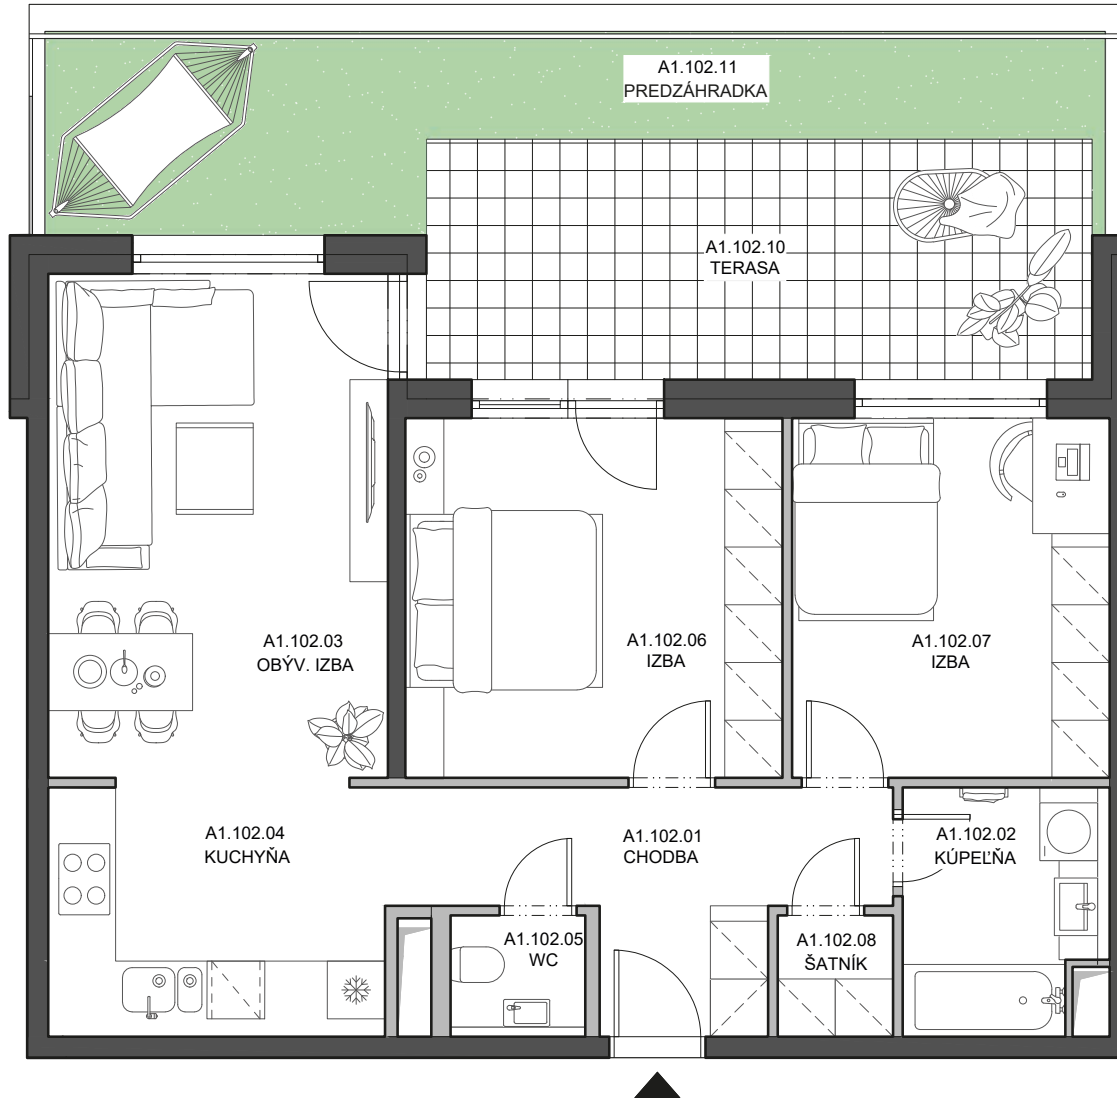 A1.102.11
PREDZÁHRADKA
A1.102.10
TERASA
A1.102.03
OBÝV. IZBA
A1.102.06
IZBA
A1.102.07
IZBA
A1.102.04
KUCHYŇA
A1.102.01
CHODBA
A1.102.02
KÚPEĽŇA
A1.102.05
WC
A1.102.08
ŠATNÍK